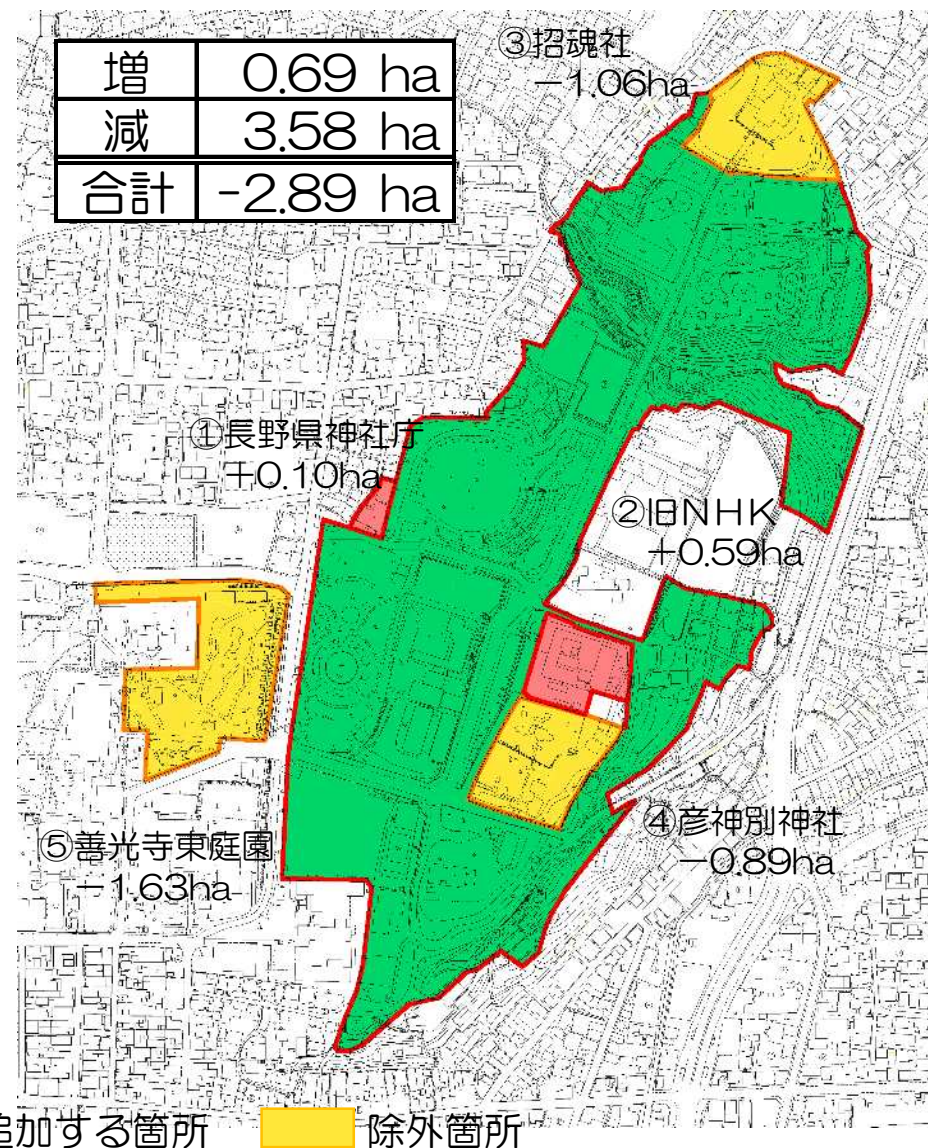 増 0.69 ha
減 3.58 ha
合計 -2.89 ha
③招魂社
－1.06ha
①長野県神社庁
＋0.10ha
②旧ＮＨＫ
＋0.59ha
④彦神別神社
－0.89ha
⑤善光寺東庭園
－1.63ha
追加する箇所 除外箇所